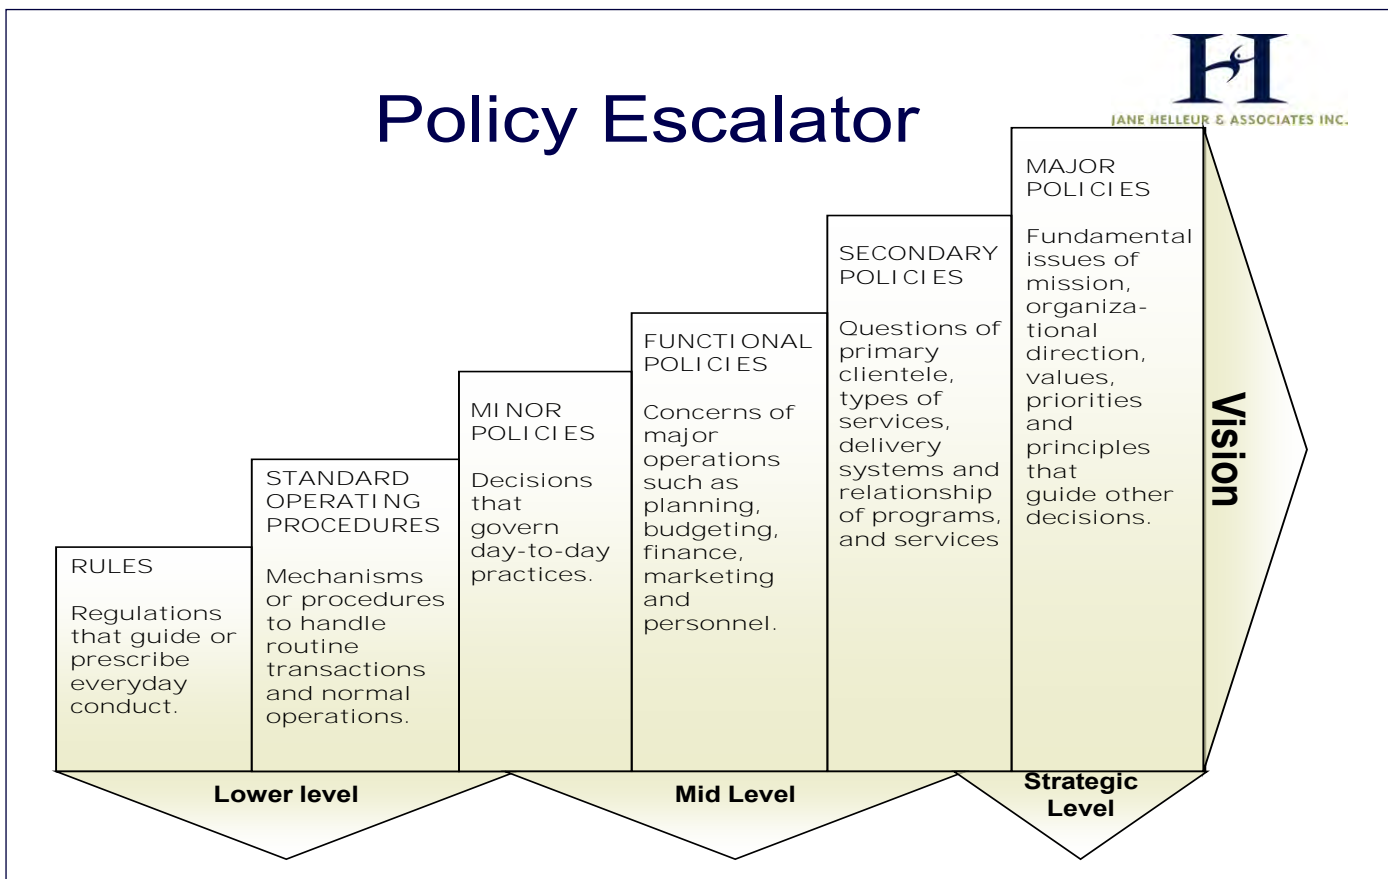 Policy Escalator
H
JANE HELLEUR & ASSOCIATES INC.
RULES
Regulations
that guide or
prescribe
everyday
conduct.
STANDARD
OPERATING
PROCEDURES
Mechanisms
or procedures
to handle
routine
transactions
and normal
operations.
MINOR
POLICIES
Decisions
that
govern
day-to-day
practices.
FUNCTIONAL
POLICIES
Concerns of
major
operations
such as
planning,
budgeting,
finance,
marketing
and
personnel.
SECONDARY
POLICIES
Questions of
primary
clientele,
types of
services,
delivery
systems and
relationship
of programs,
and services
MAJOR
POLICIES
Fundamental
issues of
mission,
organiza-
tional
direction,
values,
priorities
and
principles
that
guide other
decisions.
Vision
Lower level
Mid Level
Strategic
Level